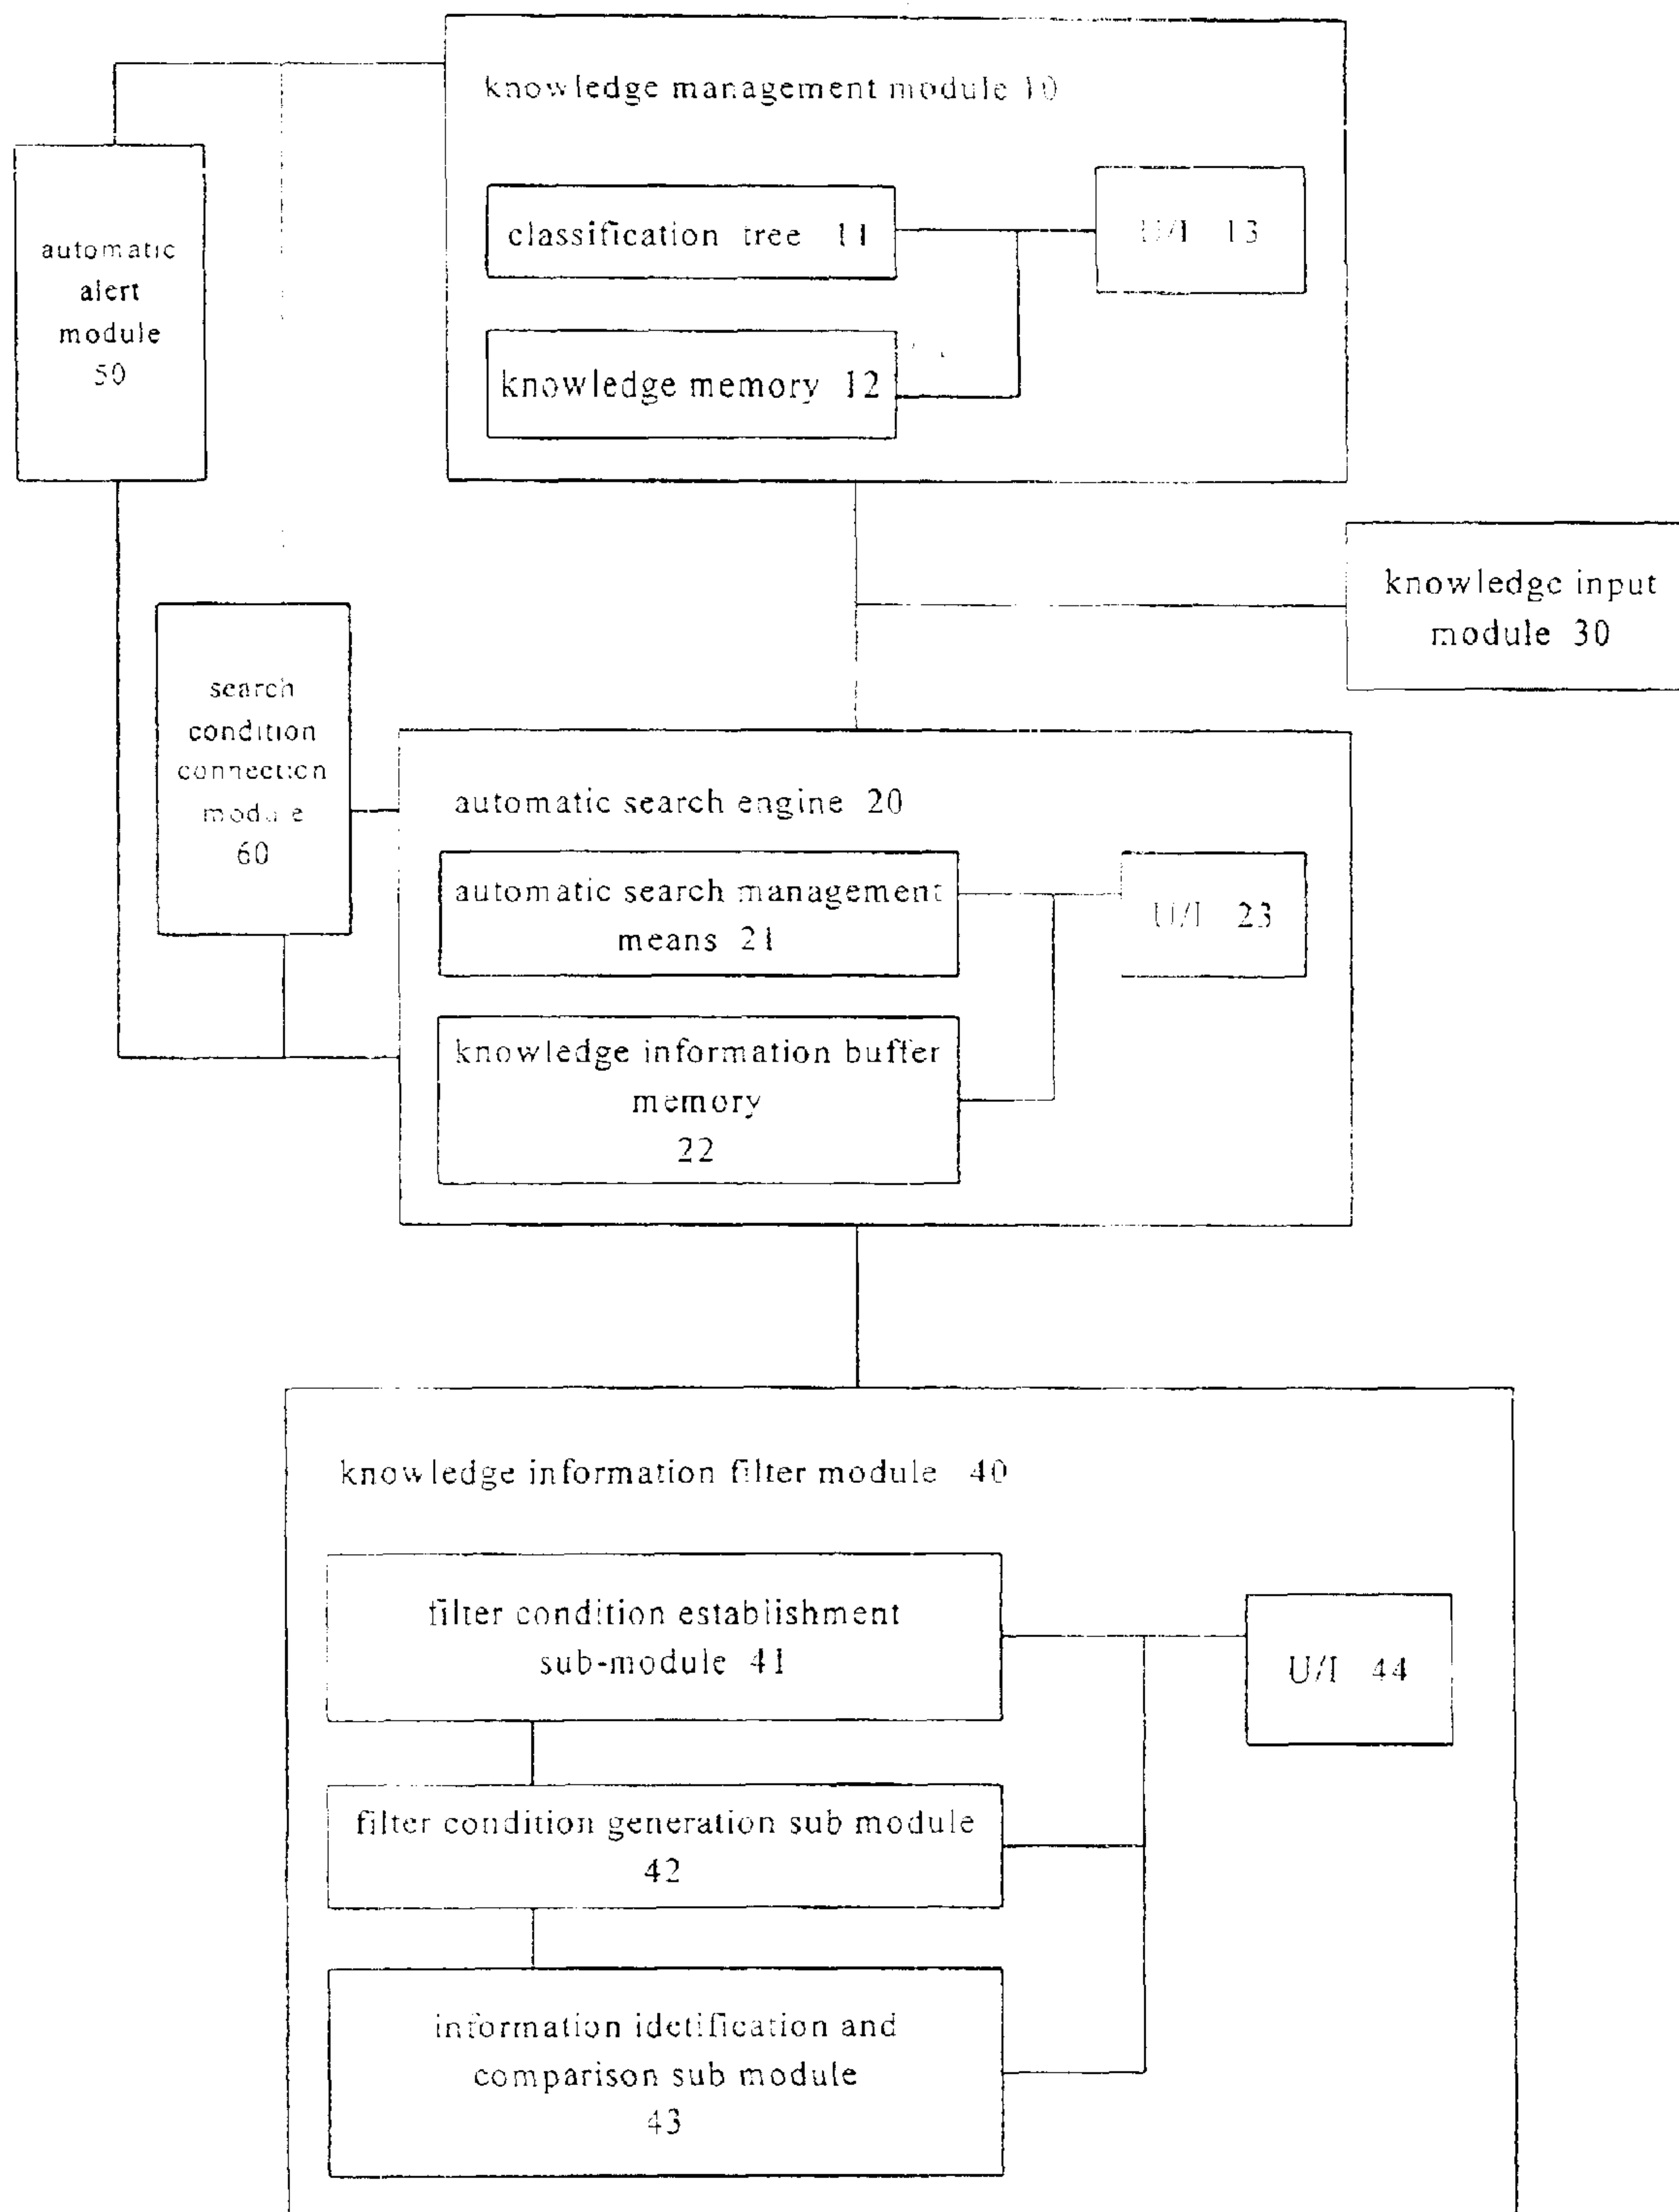 knowledge management module 10
classification tree 11
U/I 13
knowledge memory 12
automatic
alert
module
50
knowledge input
module 30
search
condition
connection
module
60
automatic search engine 20
automatic search management
means 21
U/I 23
knowledge information buffer
memory
22
knowledge information filter module 40
filter condition establishment
sub-module 41
U/I 44
filter condition generation sub module
42
information idetification and
comparison sub module
43